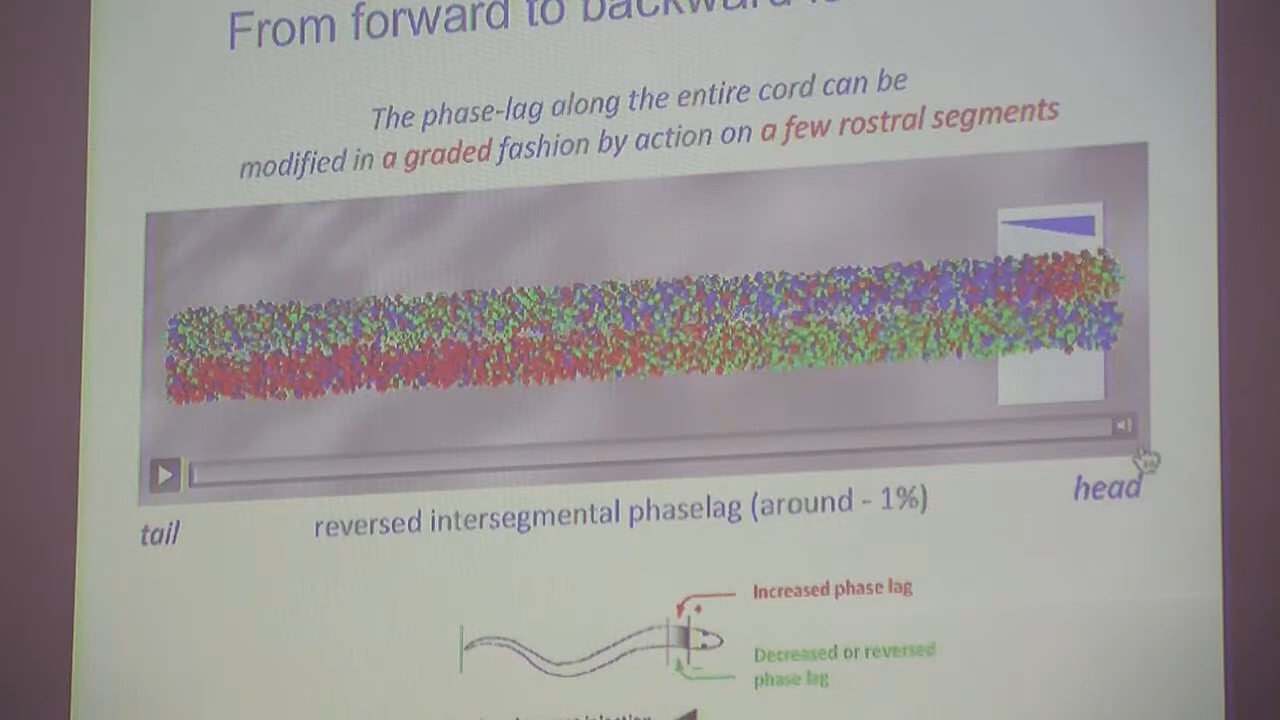 From forward to backward
The phase-lag along the entire cord can be
modified in a graded fashion by action on a few rostral segments
tail
head
reversed intersegmental phaselag (around - 1%)
Increased phase lag
+
Decreased or reversed
phase lag
-